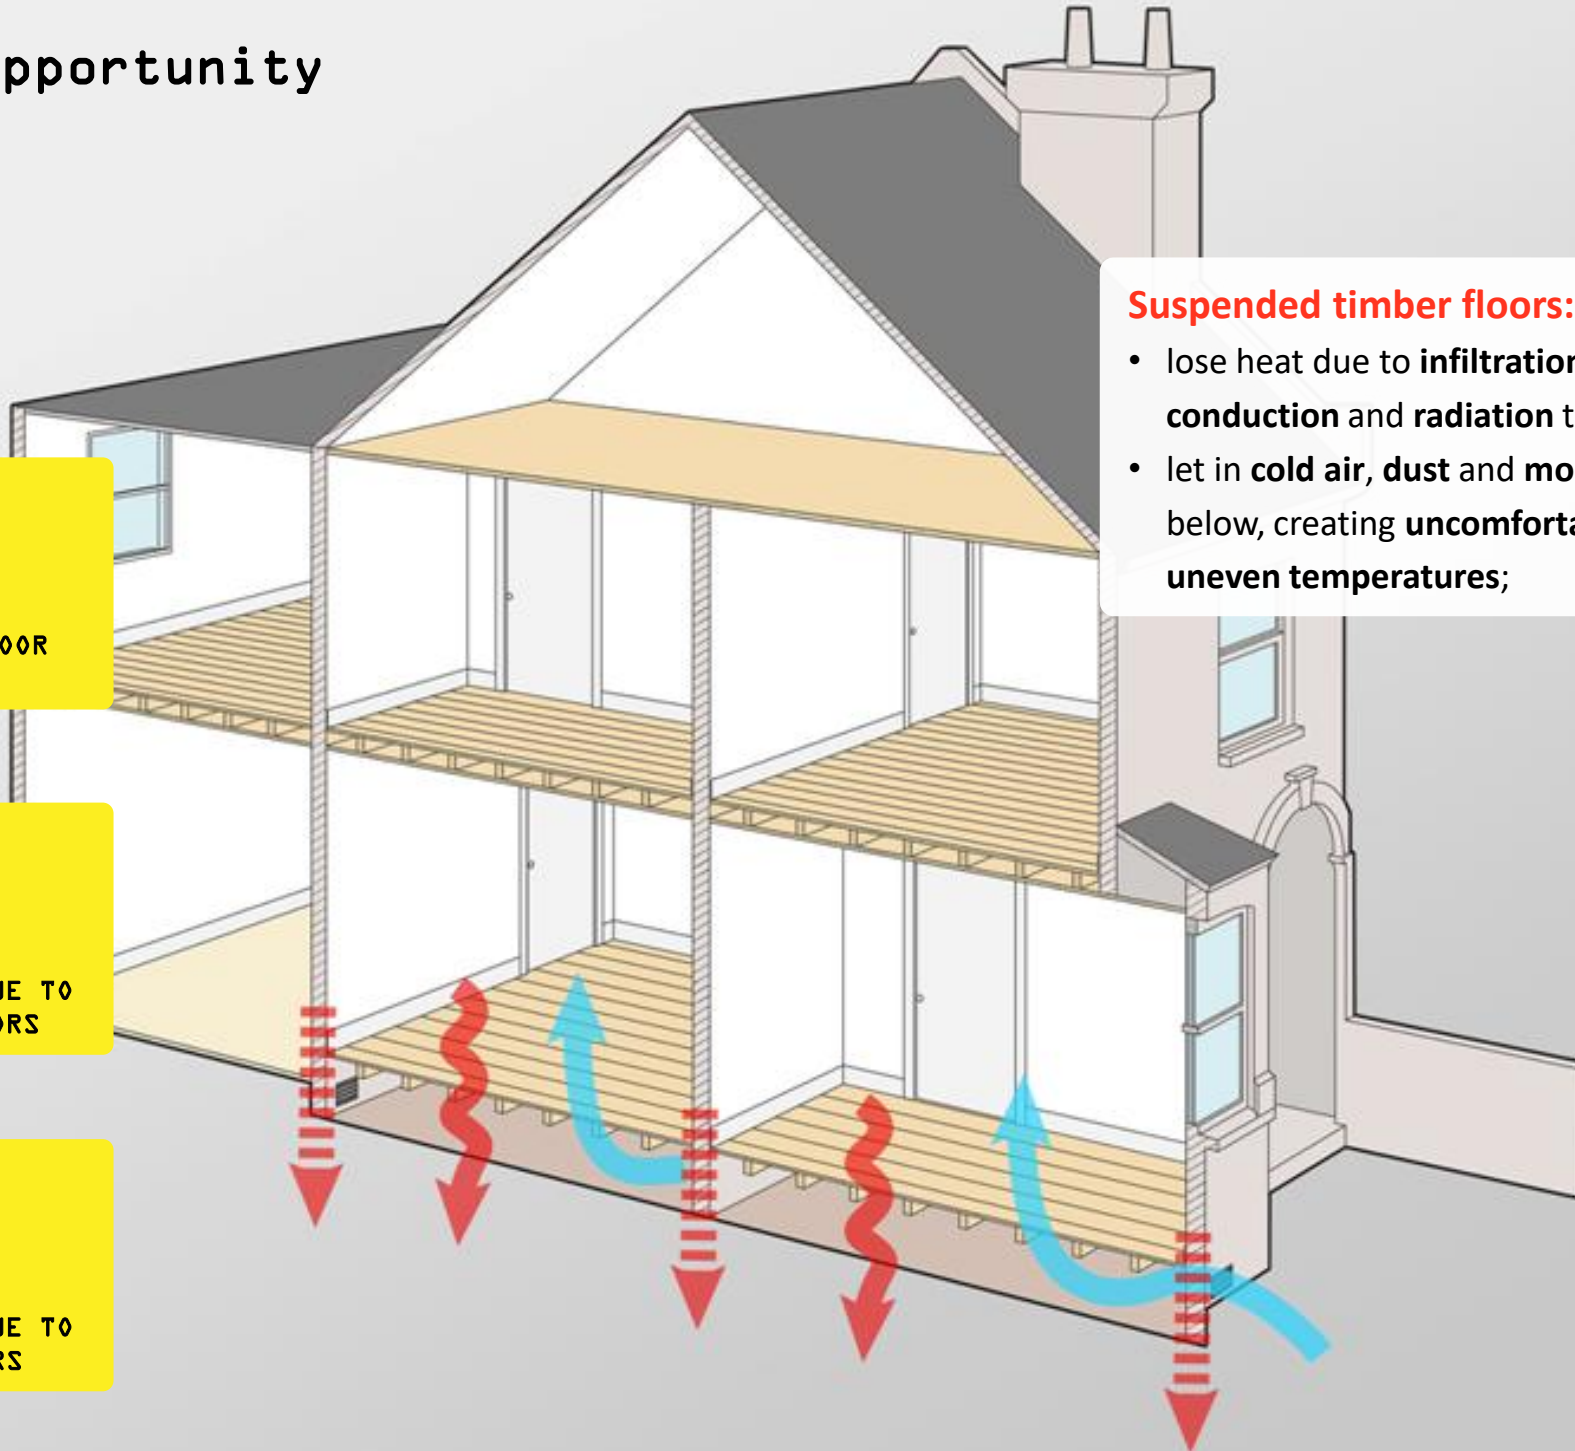 pportunity
Suspended timber floors:
• lose heat due to infiltration
conduction and radiation t
• let in cold air, dust and mo
below, creating uncomforta
uneven temperatures;
OOR
UE TO
ORS
UE TO
RS